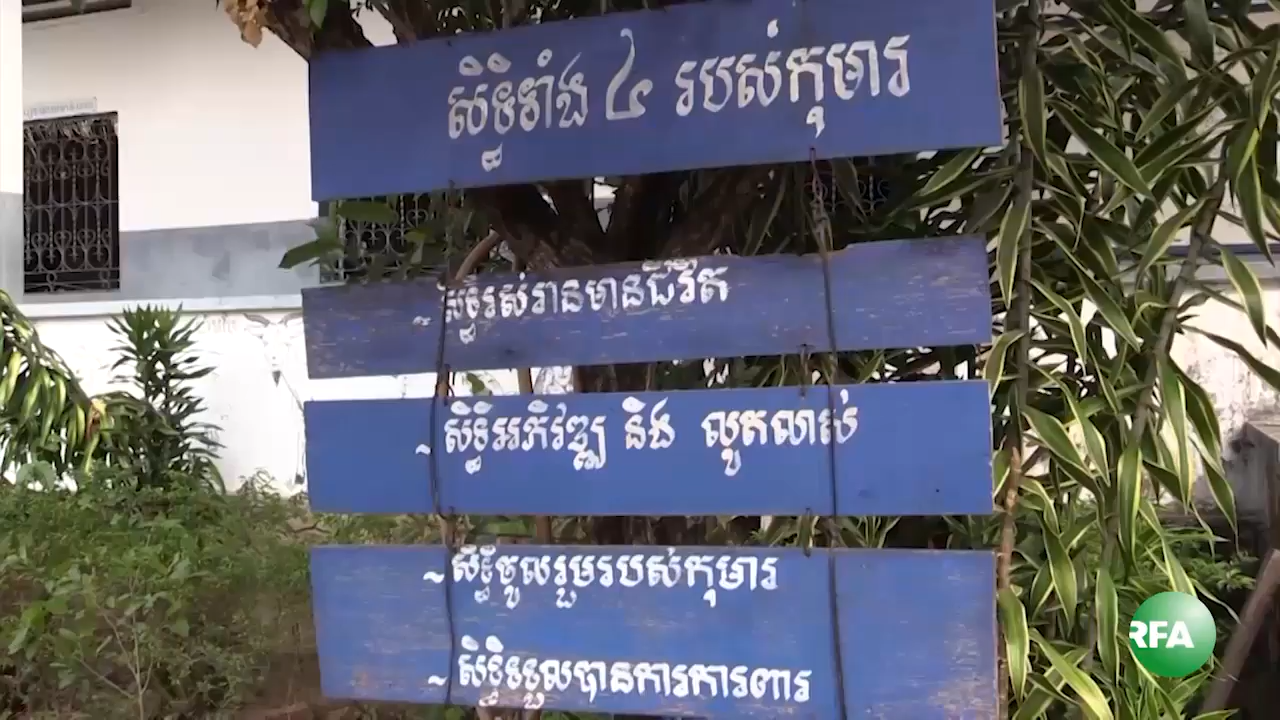 សិទ្ធិទាំង ៤ របស់កុមារ
~ សិទ្ធិរស់រានមានជីវិត
~ សិទ្ធិអភិវឌ្ឍ និង លូតលាស់
~ សិទ្ធិចូលរួមរបស់កុមារ
~ សិទ្ធិទទួលបានការការពារ
RFA